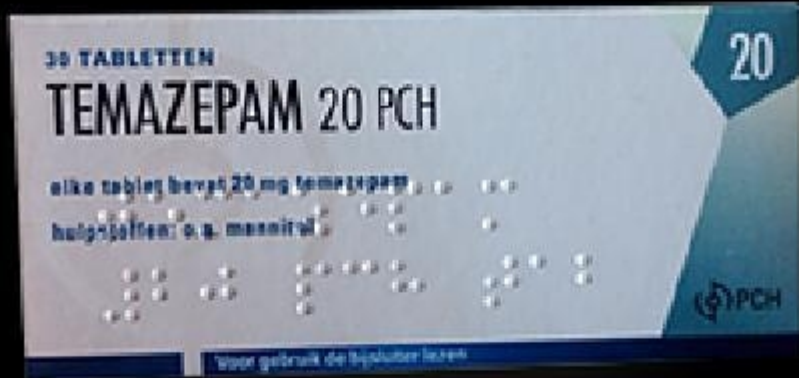 30 TABLETTEN
20
TEMAZEPAM 20 PCH
elke tablet bevat 20 mg temazepam
hulpstoffen: o.a. mannitol
PCH
Voor gebruik de bijsluiter lezen